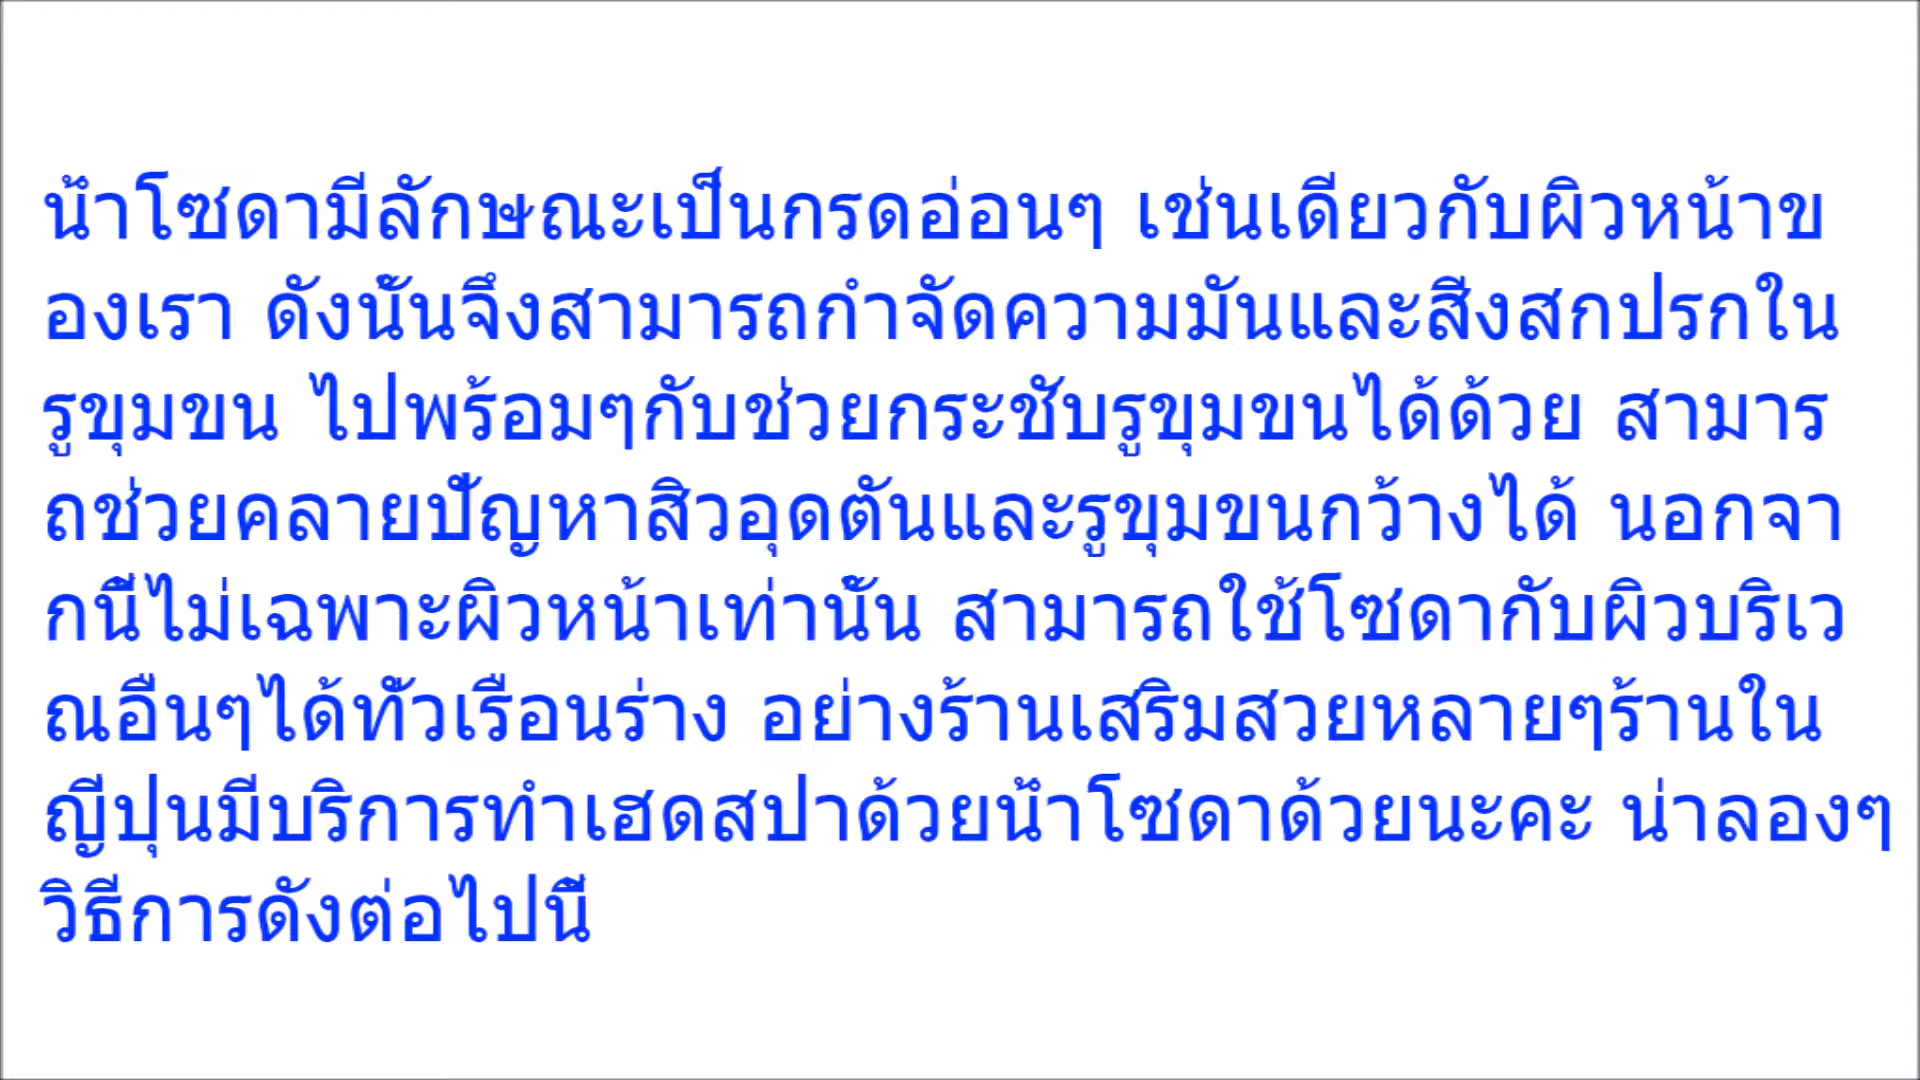 น้ำโซดามีลักษณะเป็นกรดอ่อนๆ เช่นเดียวกับผิวหน้าข
องเรา ดังนั้นจึงสามารถกำจัดความมันและสิ่งสกปรกใน
รูขุมขน ไปพร้อมๆกับช่วยกระชับรูขุมขนได้ด้วย สามาร
ถช่วยคลายปัญหาสิวอุดตันและรูขุมขนกว้างได้ นอกจา
กนี้ไม่เฉพาะผิวหน้าเท่านั้น สามารถใช้โซดากับผิวบริเว
ณอื่นๆได้ทั่วเรือนร่าง อย่างร้านเสริมสวยหลายๆร้านใน
ญี่ปุ่นมีบริการทำเฮดสปาด้วยน้ำโซดาด้วยนะคะ น่าลองๆ
วิธีการดังต่อไปนี้